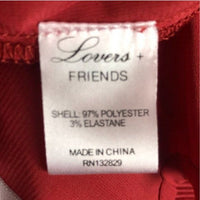 Lovers +
FRIENDS
SHELL: 97% POLYESTER
3% ELASTANE
MADE IN CHINA
RN132829